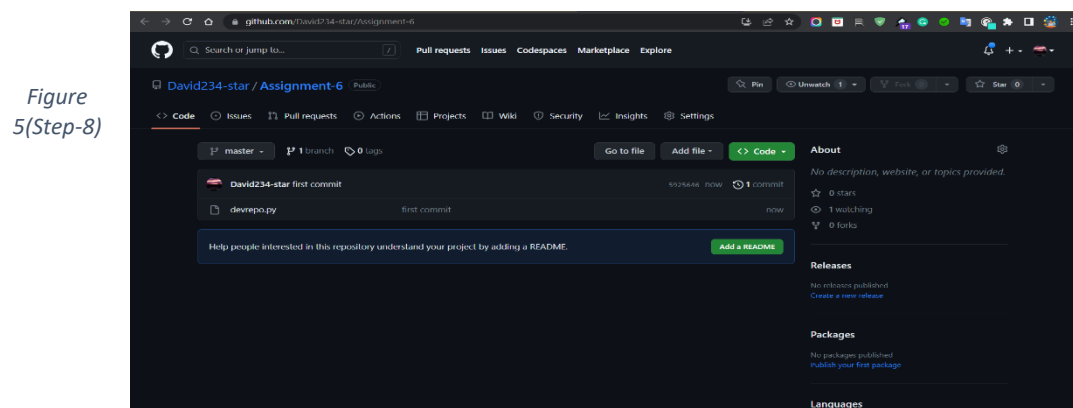 Figure
5(Step-8)
github.com/David234-star/Assignment-6
17
Search or jump to... / Pull requests Issues Codespaces Marketplace Explore
David234-star / Assignment-6 Public Pin Unwatch 1 Fork 0 Star 0
Code Issues Pull requests Actions Projects Wiki Security Insights Settings
master 1 branch 0 tags Go to file Add file Code
David234-star first commit now 1 commit
devrepo.py first commit now
Help people interested in this repository understand your project by adding a README. Add a README
About
No description, website, or topics provided.
0 stars
1 watching
0 forks
Releases
No releases published
Create a new release
Packages
No packages published
Publish your first package
Languages